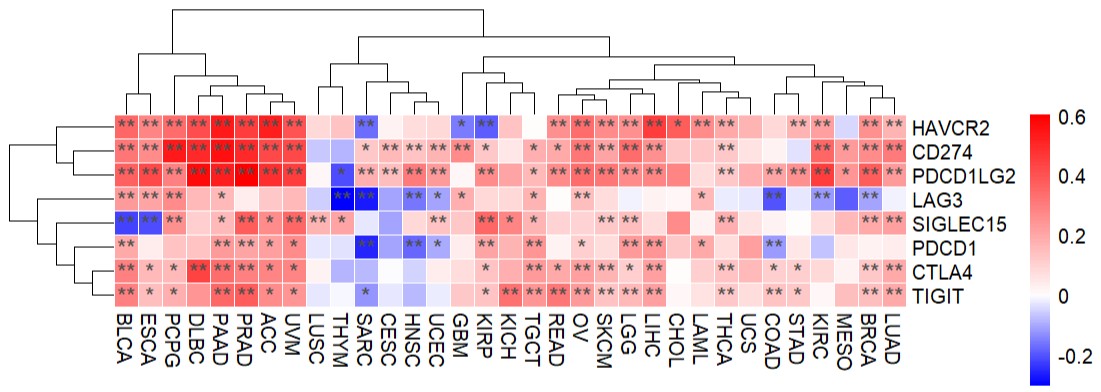 HAVCR2
CD274
PDCD1LG2
LAG3
SIGLEC15
PDCD1
CTLA4
TIGIT
BLCA
ESCA
PCPG
DLBC
PAAD
PRAD
ACC
UVM
LUSC
THYM
SARC
CESC
HNSC
UCEC
GBM
KIRP
KICH
TGCT
READ
OV
SKCM
LGG
LIHC
CHOL
LAML
THCA
UCS
COAD
STAD
KIRC
MESO
BRCA
LUAD
0.6
0.4
0.2
0
-0.2